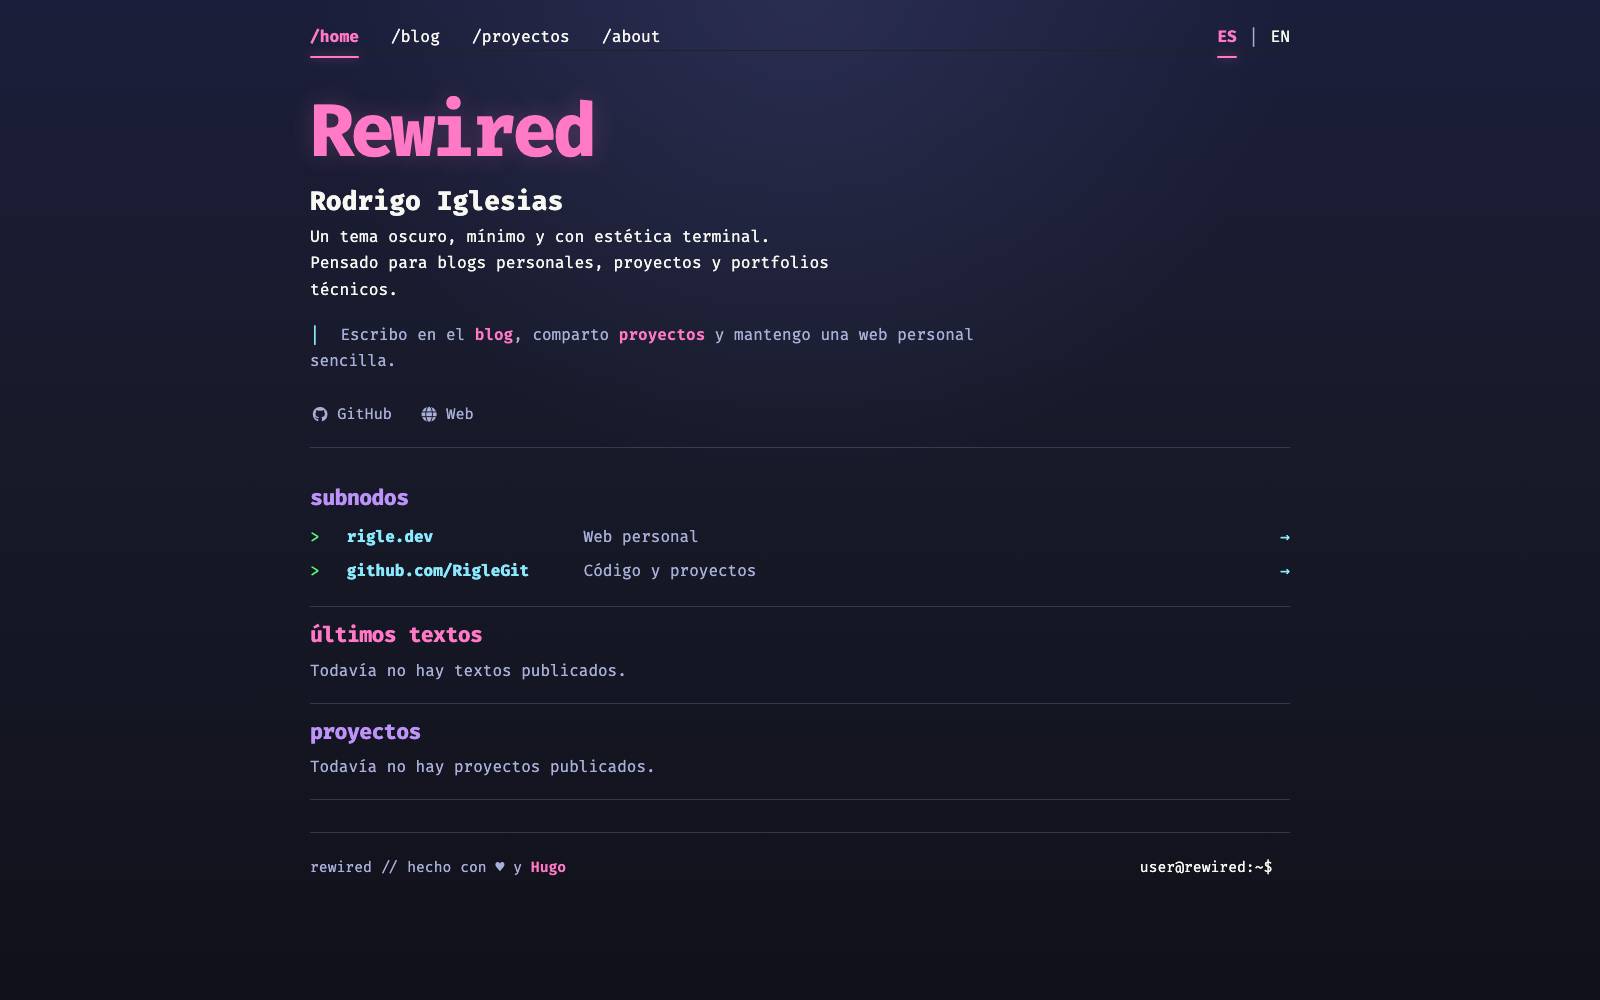 /home /blog /proyectos /about ES | EN
Rewired
Rodrigo Iglesias
Un tema oscuro, mínimo y con estética terminal.
Pensado para blogs personales, proyectos y portfolios
técnicos.
Escribo en el blog, comparto proyectos y mantengo una web personal
sencilla.
GitHub Web
subnodos
> rigle.dev Web personal →
> github.com/RigleGit Código y proyectos →
últimos textos
Todavía no hay textos publicados.
proyectos
Todavía no hay proyectos publicados.
rewired // hecho con ♥ y Hugo user@rewired:~$